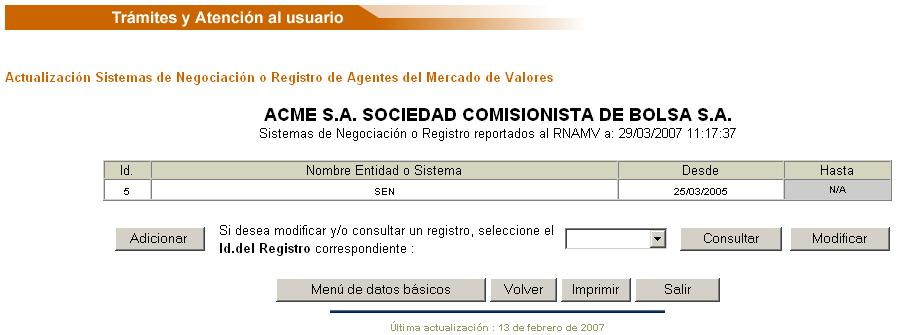 Trámites y Atención al usuario
Actualización Sistemas de Negociación o Registro de Agentes del Mercado de Valores
ACME S.A. SOCIEDAD COMISIONISTA DE BOLSA S.A.
Sistemas de Negociación o Registro reportados al RNAMV a: 29/03/2007 11:17:37
Id. Nombre Entidad o Sistema Desde Hasta
5 SEN 25/03/2005 N/A
Adicionar Si desea modificar y/o consultar un registro, seleccione el Consultar Modificar
Id.del Registro correspondiente :
Menú de datos básicos Volver Imprimir Salir
Última actualización : 13 de febrero de 2007